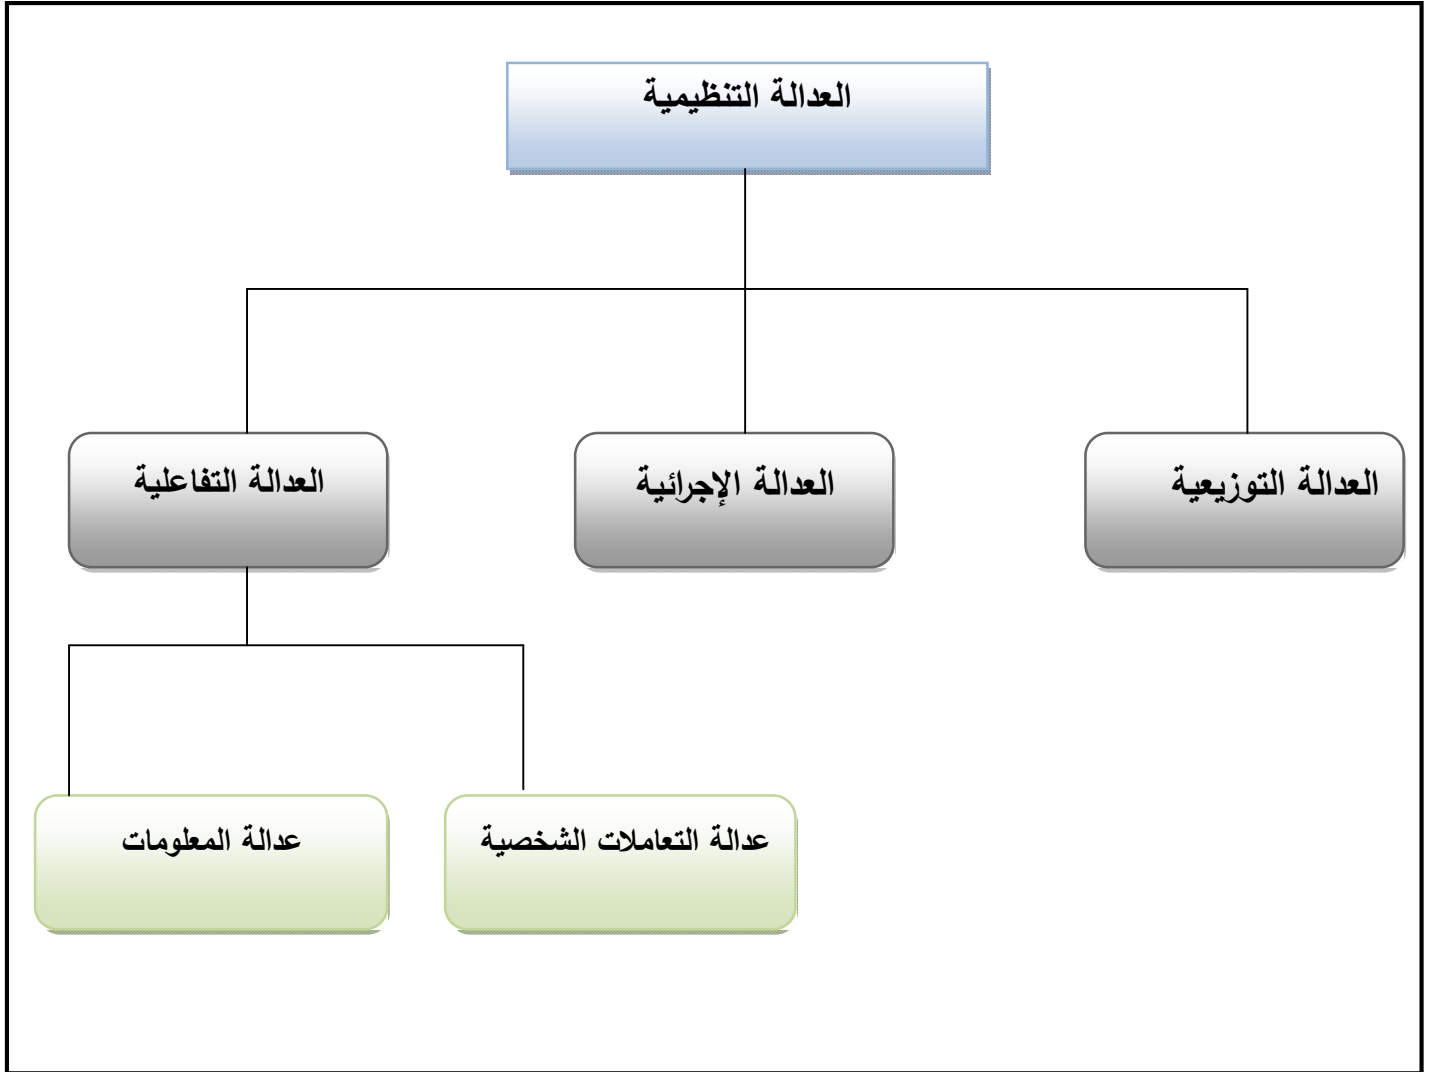 العدالة التنظيمية
العدالة التوزيعية
العدالة الإجرائية
العدالة التفاعلية
عدالة التعاملات الشخصية
عدالة المعلومات